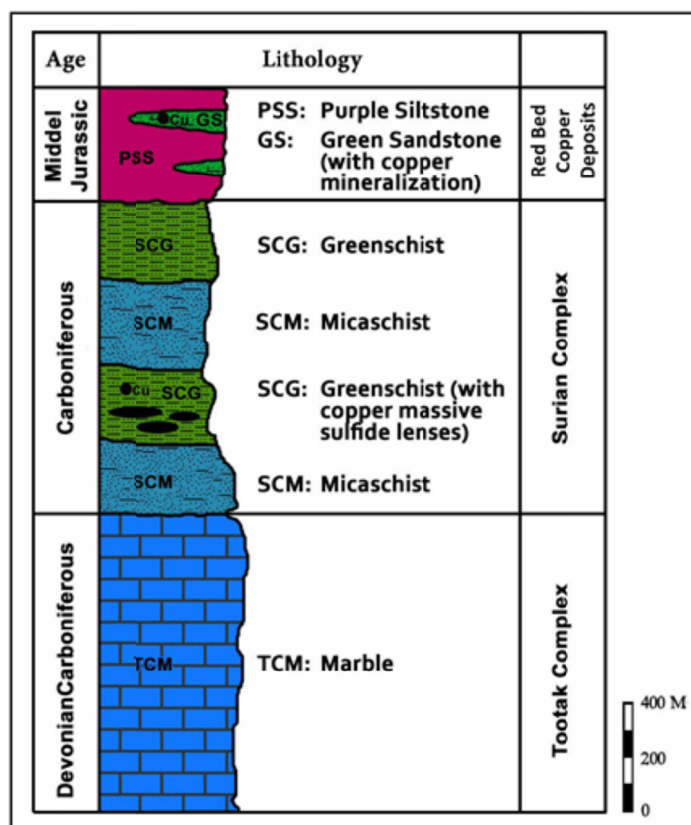 Age
Lithology
Middel
Jurassic
Cu GS
PSS
PSS: Purple Siltstone
GS: Green Sandstone
(with copper
mineralization)
Red Bed
Copper
Deposits
Carboniferous
SCG
SCG: Greenschist
SCM
SCM: Micaschist
Cu SCG
SCG: Greenschist (with
copper massive
sulfide lenses)
SCM
SCM: Micaschist
Surian Complex
DevonianCarboniferous
TCM
TCM: Marble
Tootak Complex
400 M
200
0